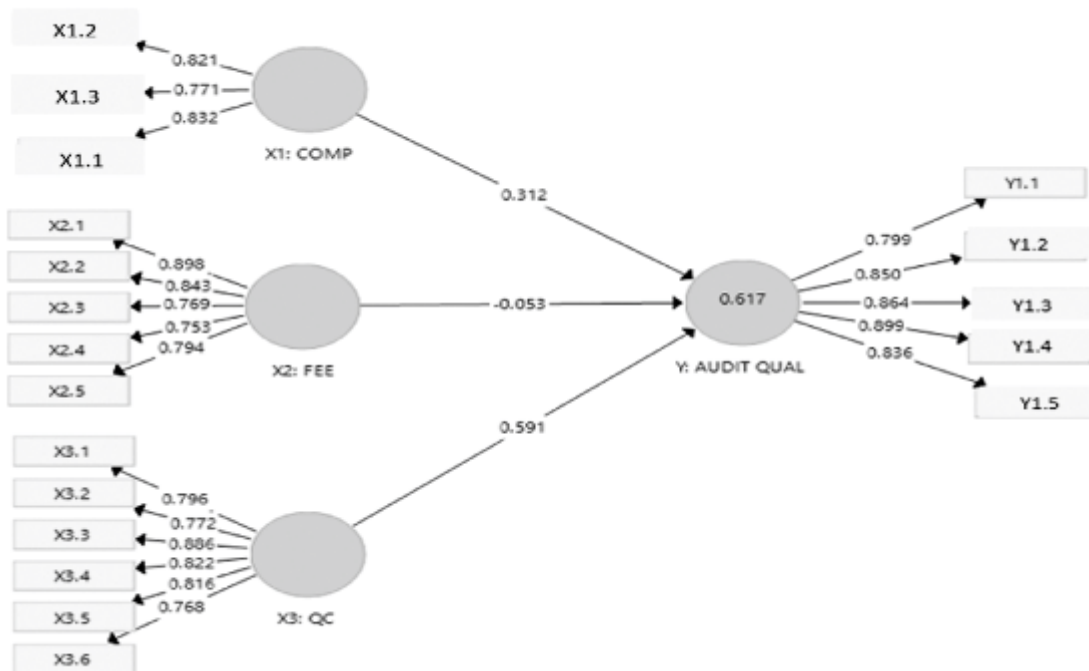 X1.2
0.821
X1.3
0.771
0.832
X1.1
X1: COMP
0.312
X2.1
0.898
X2.2
0.843
X2.3
0.769
X2.4
0.753
0.794
X2.5
X2: FEE
-0.053
0.617
Y: AUDIT QUAL
Y1.1
0.799
Y1.2
0.850
Y1.3
0.864
0.899
Y1.4
0.836
Y1.5
0.591
X3.1
0.796
X3.2
0.772
X3.3
0.886
0.822
X3.4
0.816
X3.5
0.768
X3.6
X3: QC